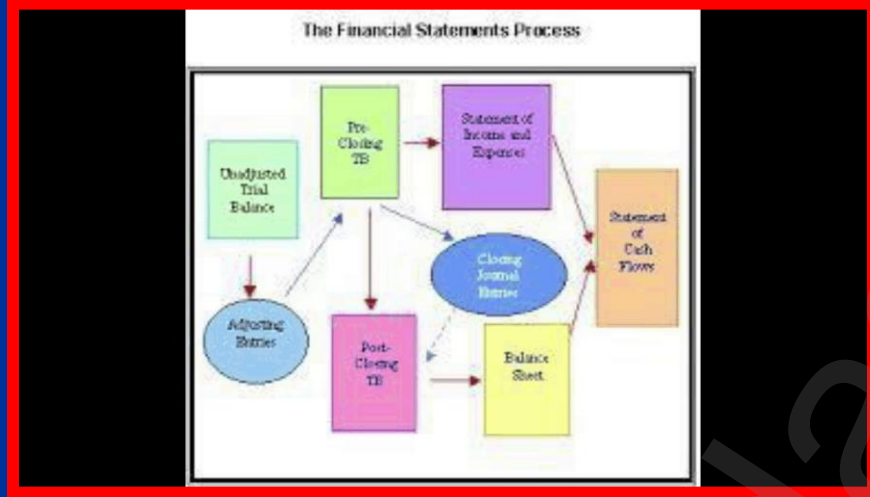 The Financial Statements Process
Pre-
Closing
TB
Statement of
Income and
Expenses
Unadjusted
Trial
Balance
Statement
of
Cash
Flows
Closing
Journal
Entries
Adjusting
Entries
Post-
Closing
TB
Balance
Sheet